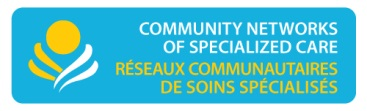 COMMUNITY NETWORKS
OF SPECIALIZED CARE
RÉSEAUX COMMUNAUTAIRES
DE SOINS SPÉCIALISÉS